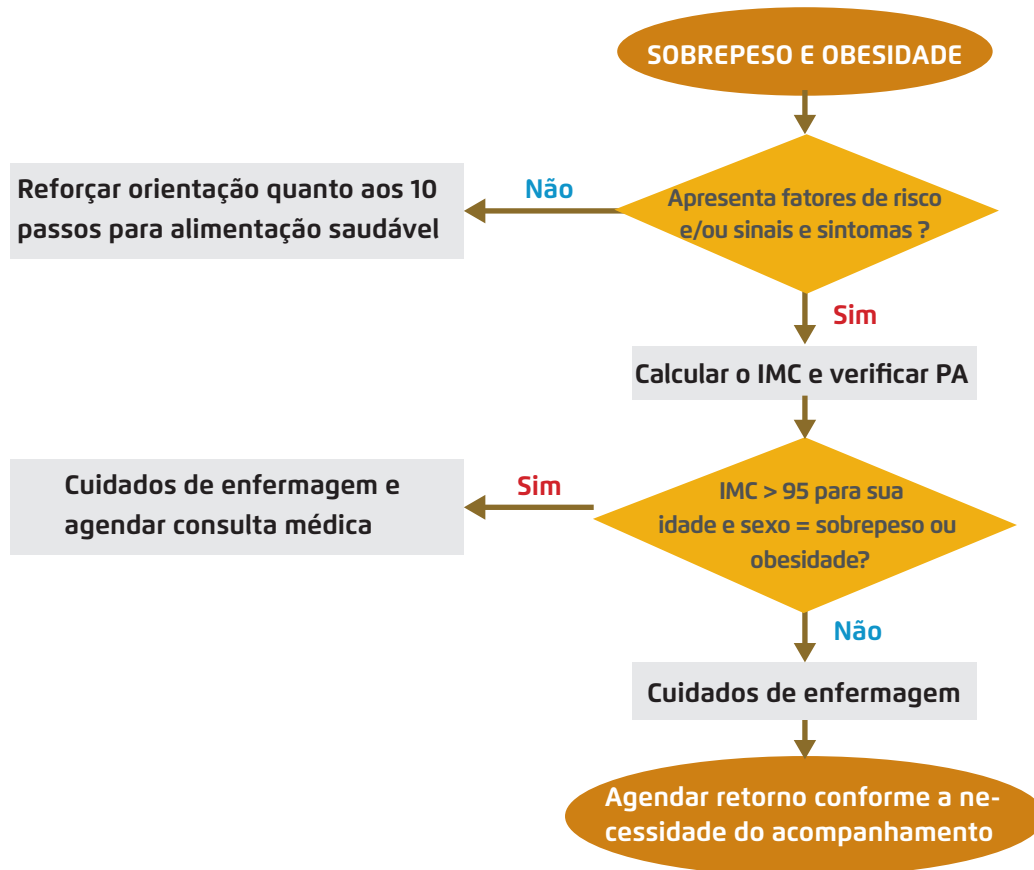 SOBREPESO E OBESIDADE
Apresenta fatores de risco
e/ou sinais e sintomas ?
Não
Reforçar orientação quanto aos 10
passos para alimentação saudável
Sim
Calcular o IMC e verificar PA
IMC > 95 para sua
idade e sexo = sobrepeso ou
obesidade?
Sim
Cuidados de enfermagem e
agendar consulta médica
Não
Cuidados de enfermagem
Agendar retorno conforme a ne-
cessidade do acompanhamento